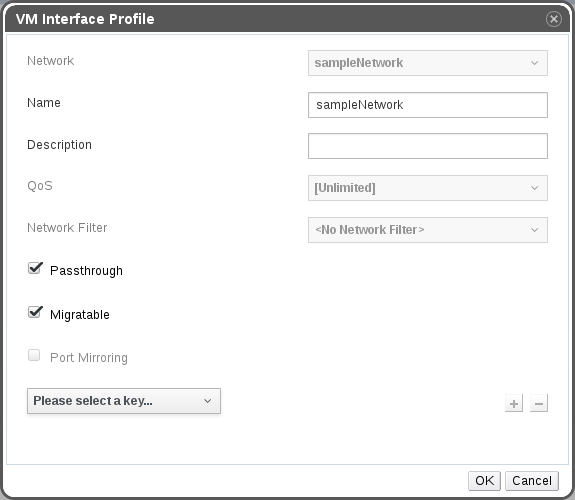 VM Interface Profile
Network
sampleNetwork
Name
sampleNetwork
Description
QoS
[Unlimited]
Network Filter
<No Network Filter>
Passthrough
Migratable
Port Mirroring
Please select a key...
OK
Cancel